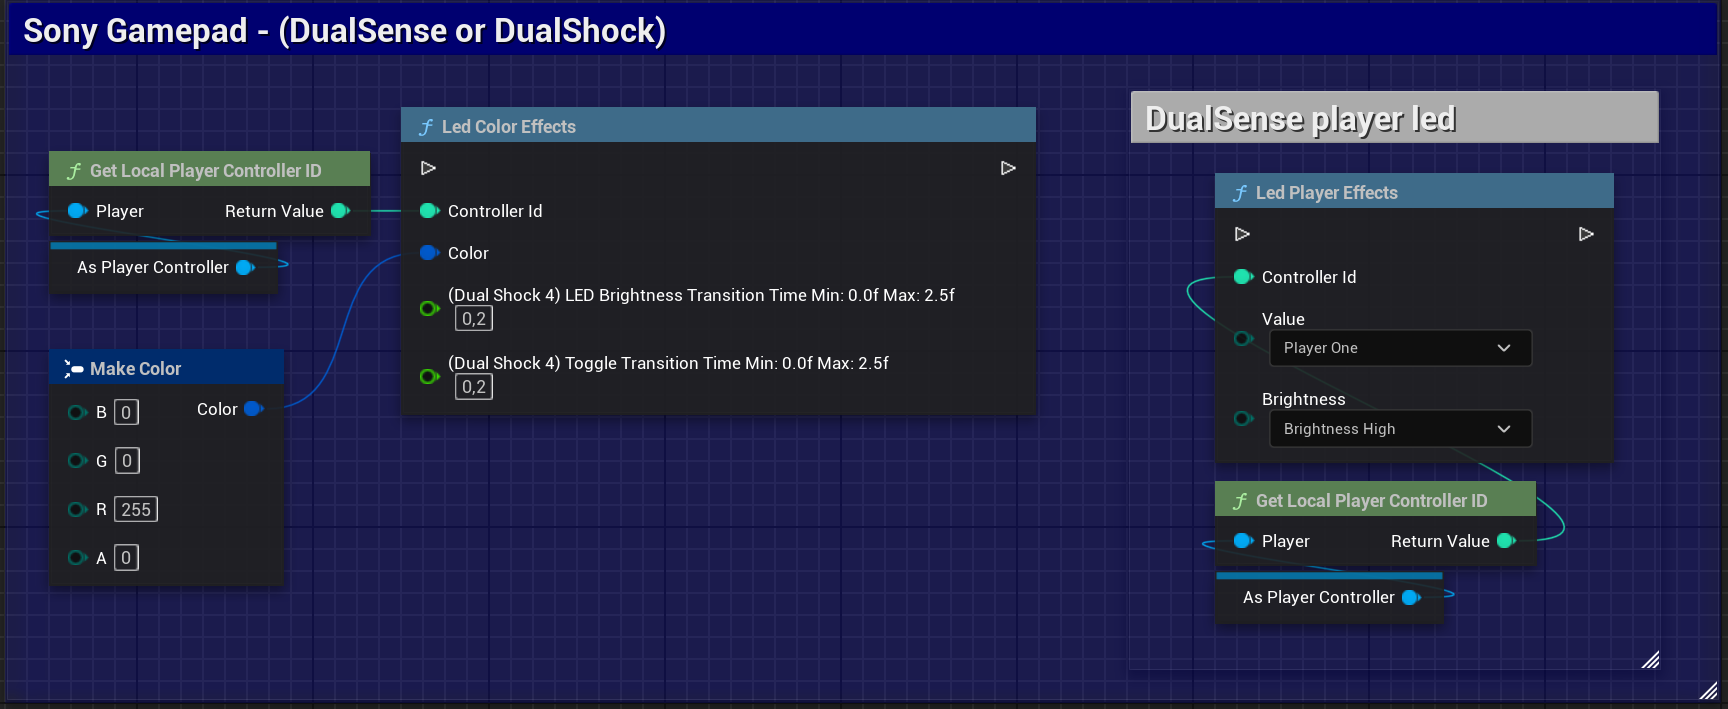 Sony Gamepad - (DualSense or DualShock)
Get Local Player Controller ID
Player Return Value
As Player Controller
Make Color
B 0 Color
G 0
R 255
A 0
Led Color Effects
Controller Id
Color
(Dual Shock 4) LED Brightness Transition Time Min: 0.0f Max: 2.5f
0,2
(Dual Shock 4) Toggle Transition Time Min: 0.0f Max: 2.5f
0,2
DualSense player led
Led Player Effects
Controller Id
Value
Player One
Brightness
Brightness High
Get Local Player Controller ID
Player Return Value
As Player Controller